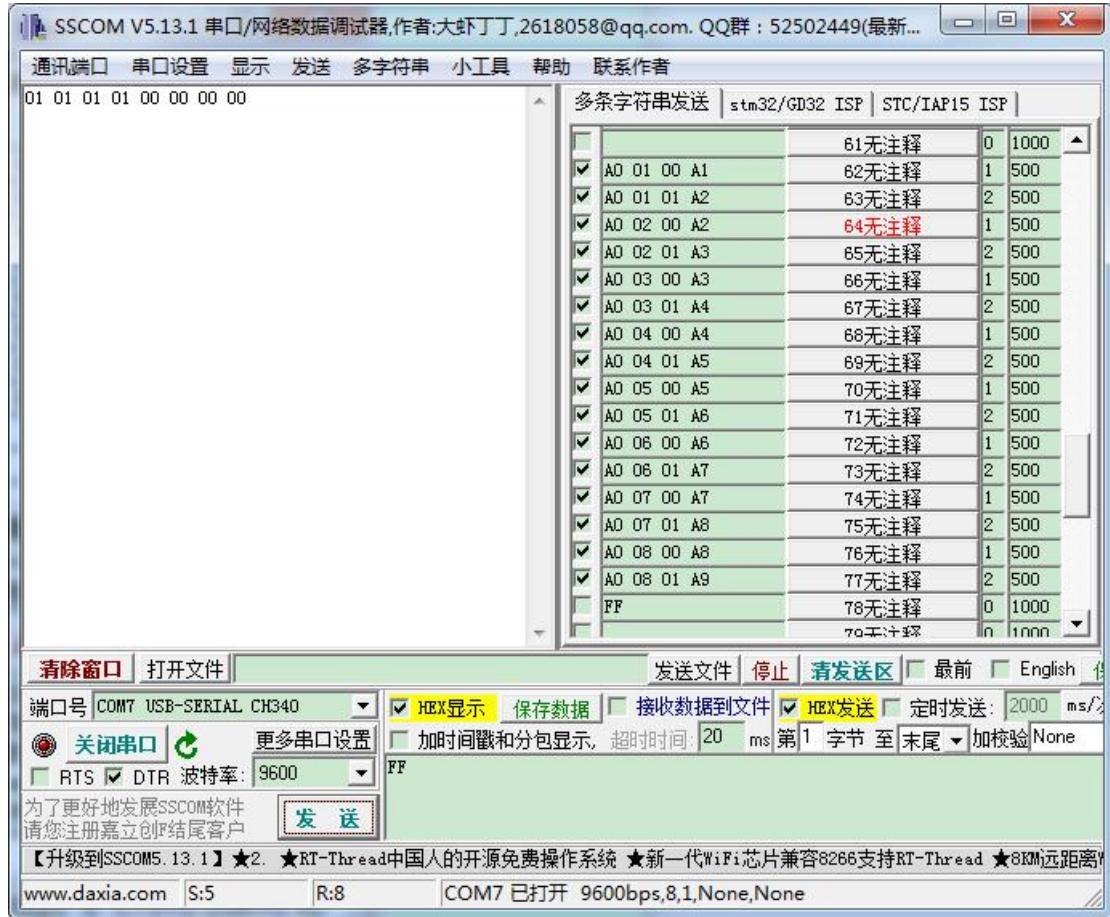 SSCOM V5.13.1 串口/网络数据调试器,作者:大虾丁丁,2618058@qq.com. QQ群：52502449(最新...
通讯端口 串口设置 显示 发送 多字符串 小工具 帮助 联系作者
01 01 01 01 00 00 00 00
多条字符串发送 stm32/GD32 ISP STC/IAP15 ISP
61无注释 0 1000
A0 01 00 A1 62无注释 1 500
A0 01 01 A2 63无注释 2 500
A0 02 00 A2 64无注释 1 500
A0 02 01 A3 65无注释 2 500
A0 03 00 A3 66无注释 1 500
A0 03 01 A4 67无注释 2 500
A0 04 00 A4 68无注释 1 500
A0 04 01 A5 69无注释 2 500
A0 05 00 A5 70无注释 1 500
A0 05 01 A6 71无注释 2 500
A0 06 00 A6 72无注释 1 500
A0 06 01 A7 73无注释 2 500
A0 07 00 A7 74无注释 1 500
A0 07 01 A8 75无注释 2 500
A0 08 00 A8 76无注释 1 500
A0 08 01 A9 77无注释 2 500
FF 78无注释 0 1000
79无注释 0 1000
清除窗口 打开文件 发送文件 停止 清发送区 最前 English
端口号 COM7 USB-SERIAL CH340 HEX显示 保存数据 接收数据到文件 HEX发送 定时发送: 2000 ms/
关闭串口 更多串口设置 加时间戳和分包显示, 超时时间: 20 ms 第1 字节 至 末尾 加校验 None
RTS DTR 波特率: 9600 FF
为了更好地发展SSCOM软件
请您注册嘉立创F结尾客户
发 送
【升级到SSCOM5.13.1】★2. ★RT-Thread中国人的开源免费操作系统 ★新一代WiFi芯片兼容8266支持RT-Thread ★8KM远距离
www.daxia.com S:5 R:8 COM7 已打开 9600bps,8,1,None,None